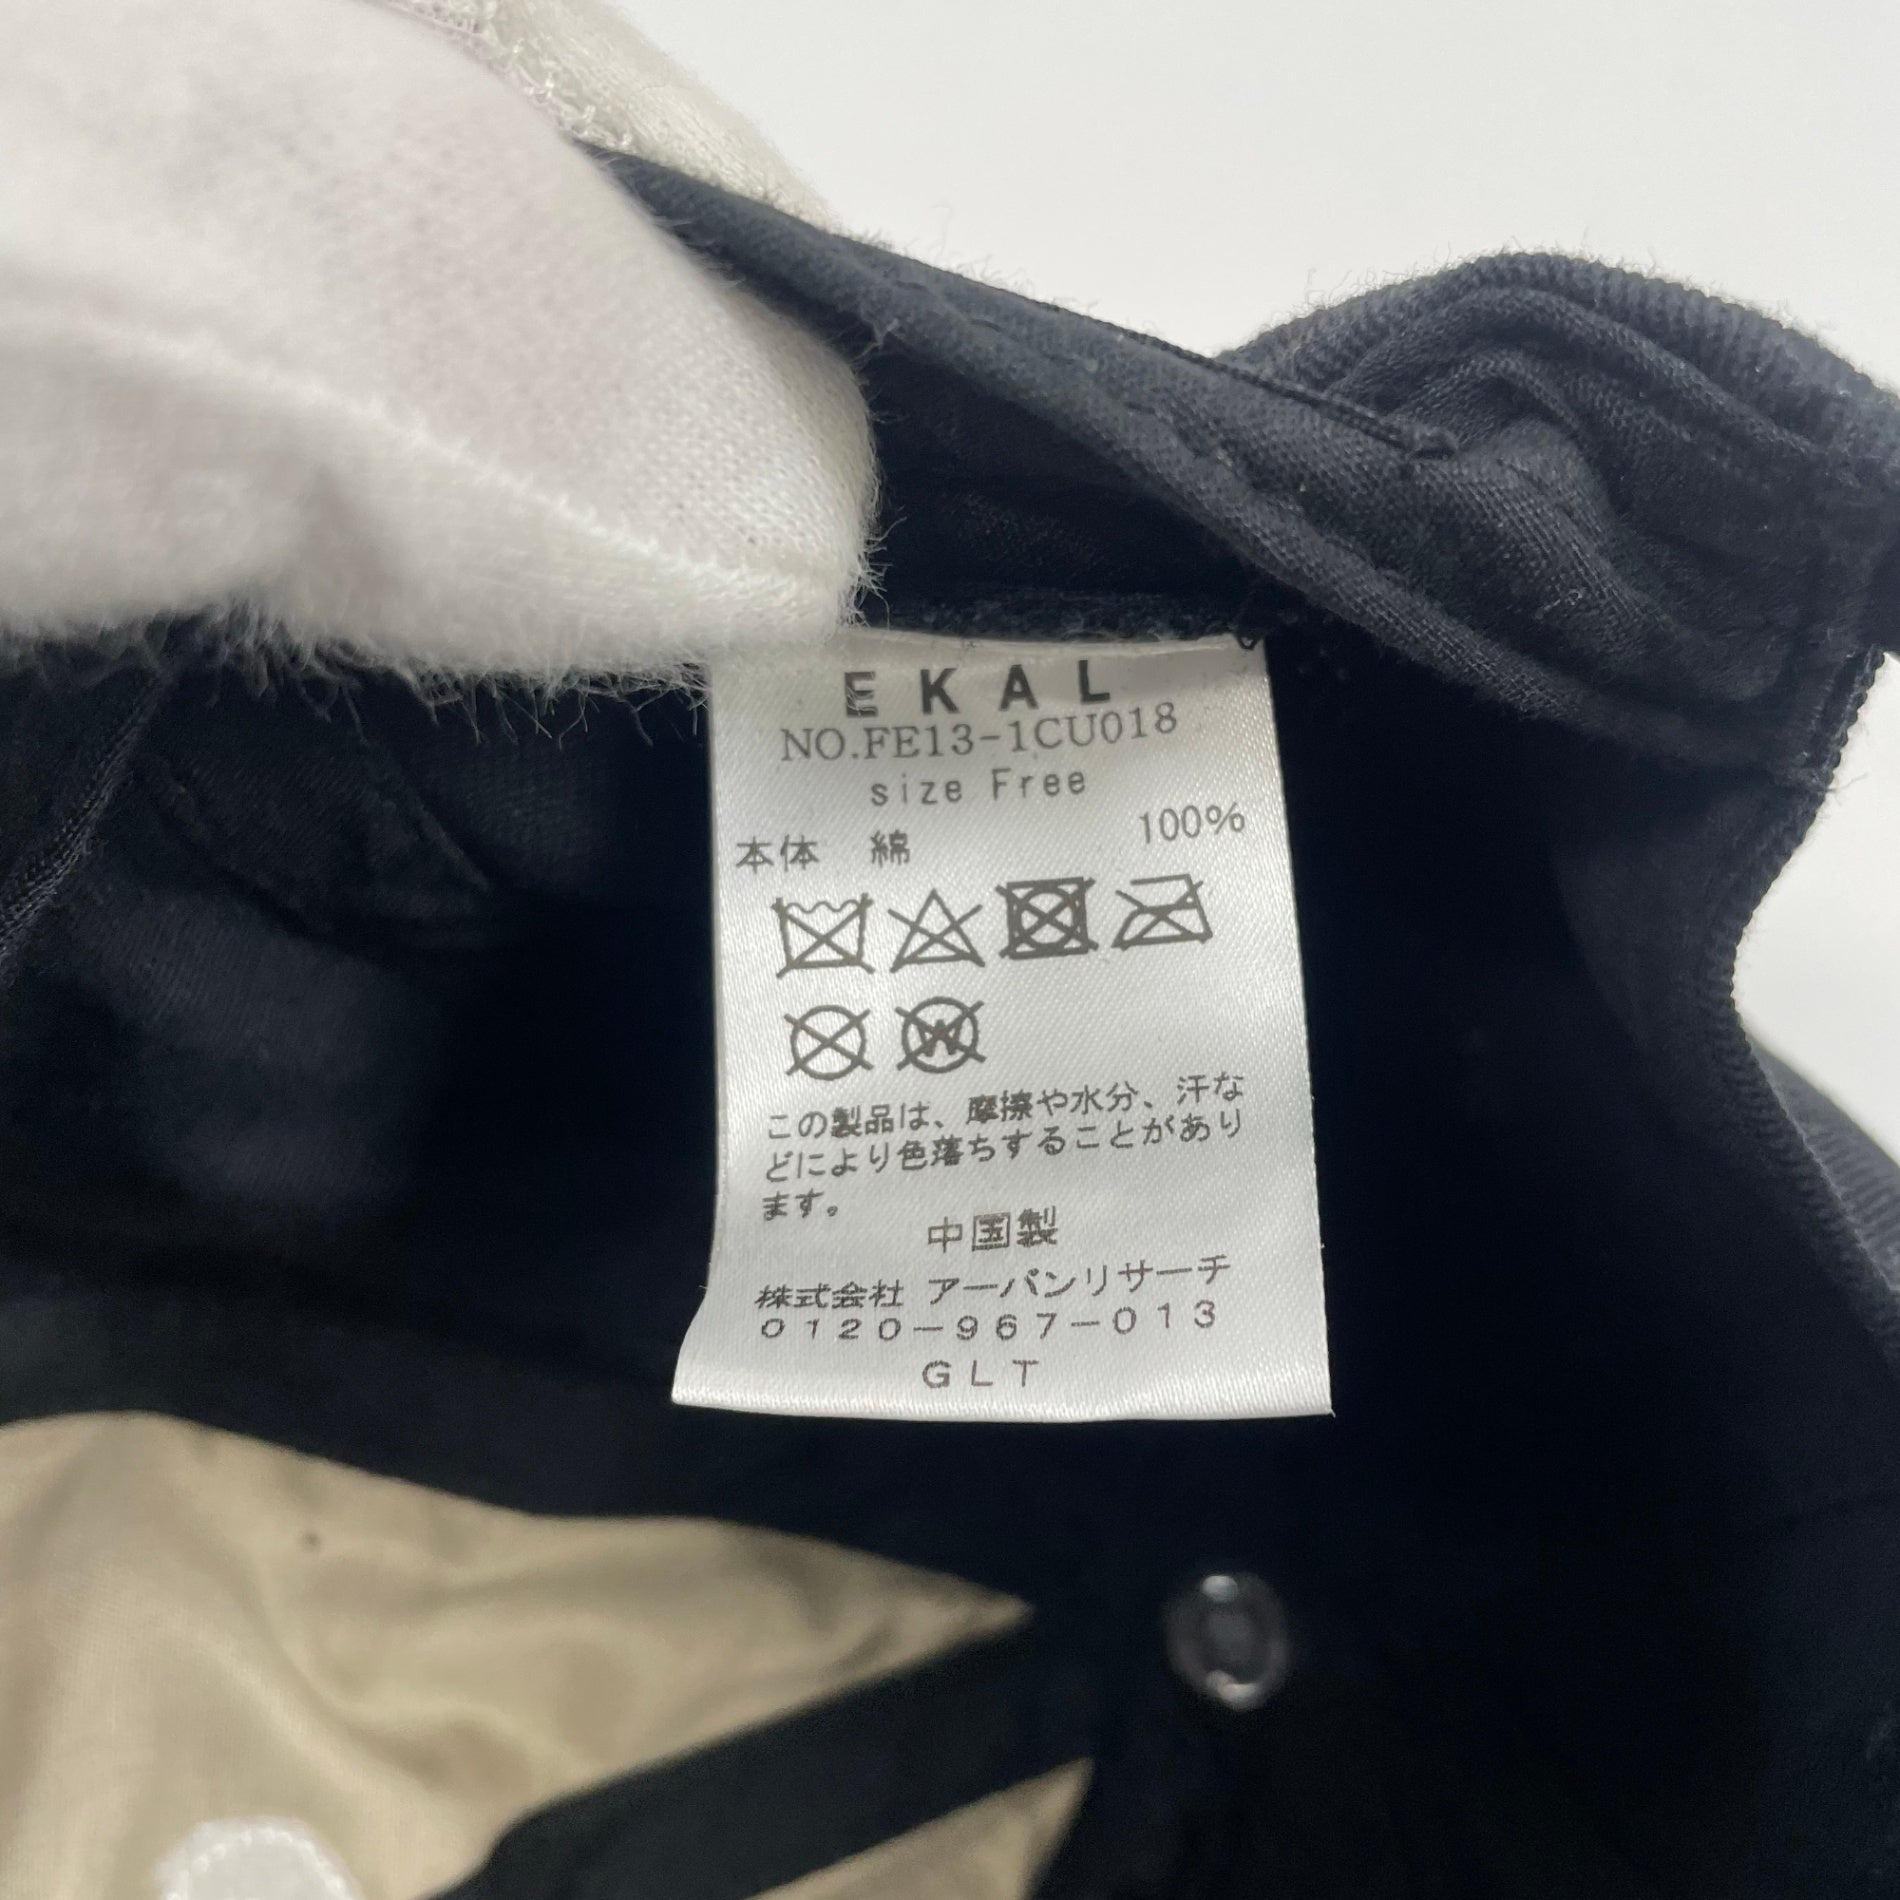 EKAL
NO.FE13-1CU018
size Free
本体 綿 100%
W
この製品は、摩擦や水分、汗な
どにより色落ちすることがあり
ます。
中国製
株式会社 アーバンリサーチ
0120-967-013
GLT